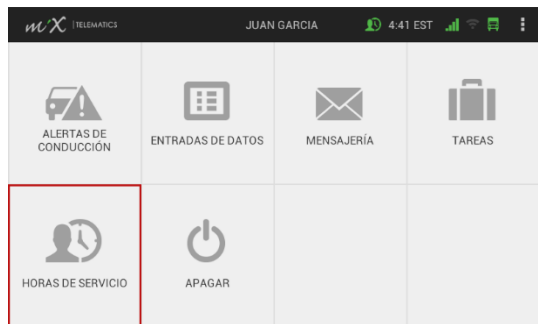 miX TELEMATICS JUAN GARCIA 4:41 EST
ALERTAS DE
CONDUCCIÓN
ENTRADAS DE DATOS
MENSAJERÍA
TAREAS
HORAS DE SERVICIO
APAGAR